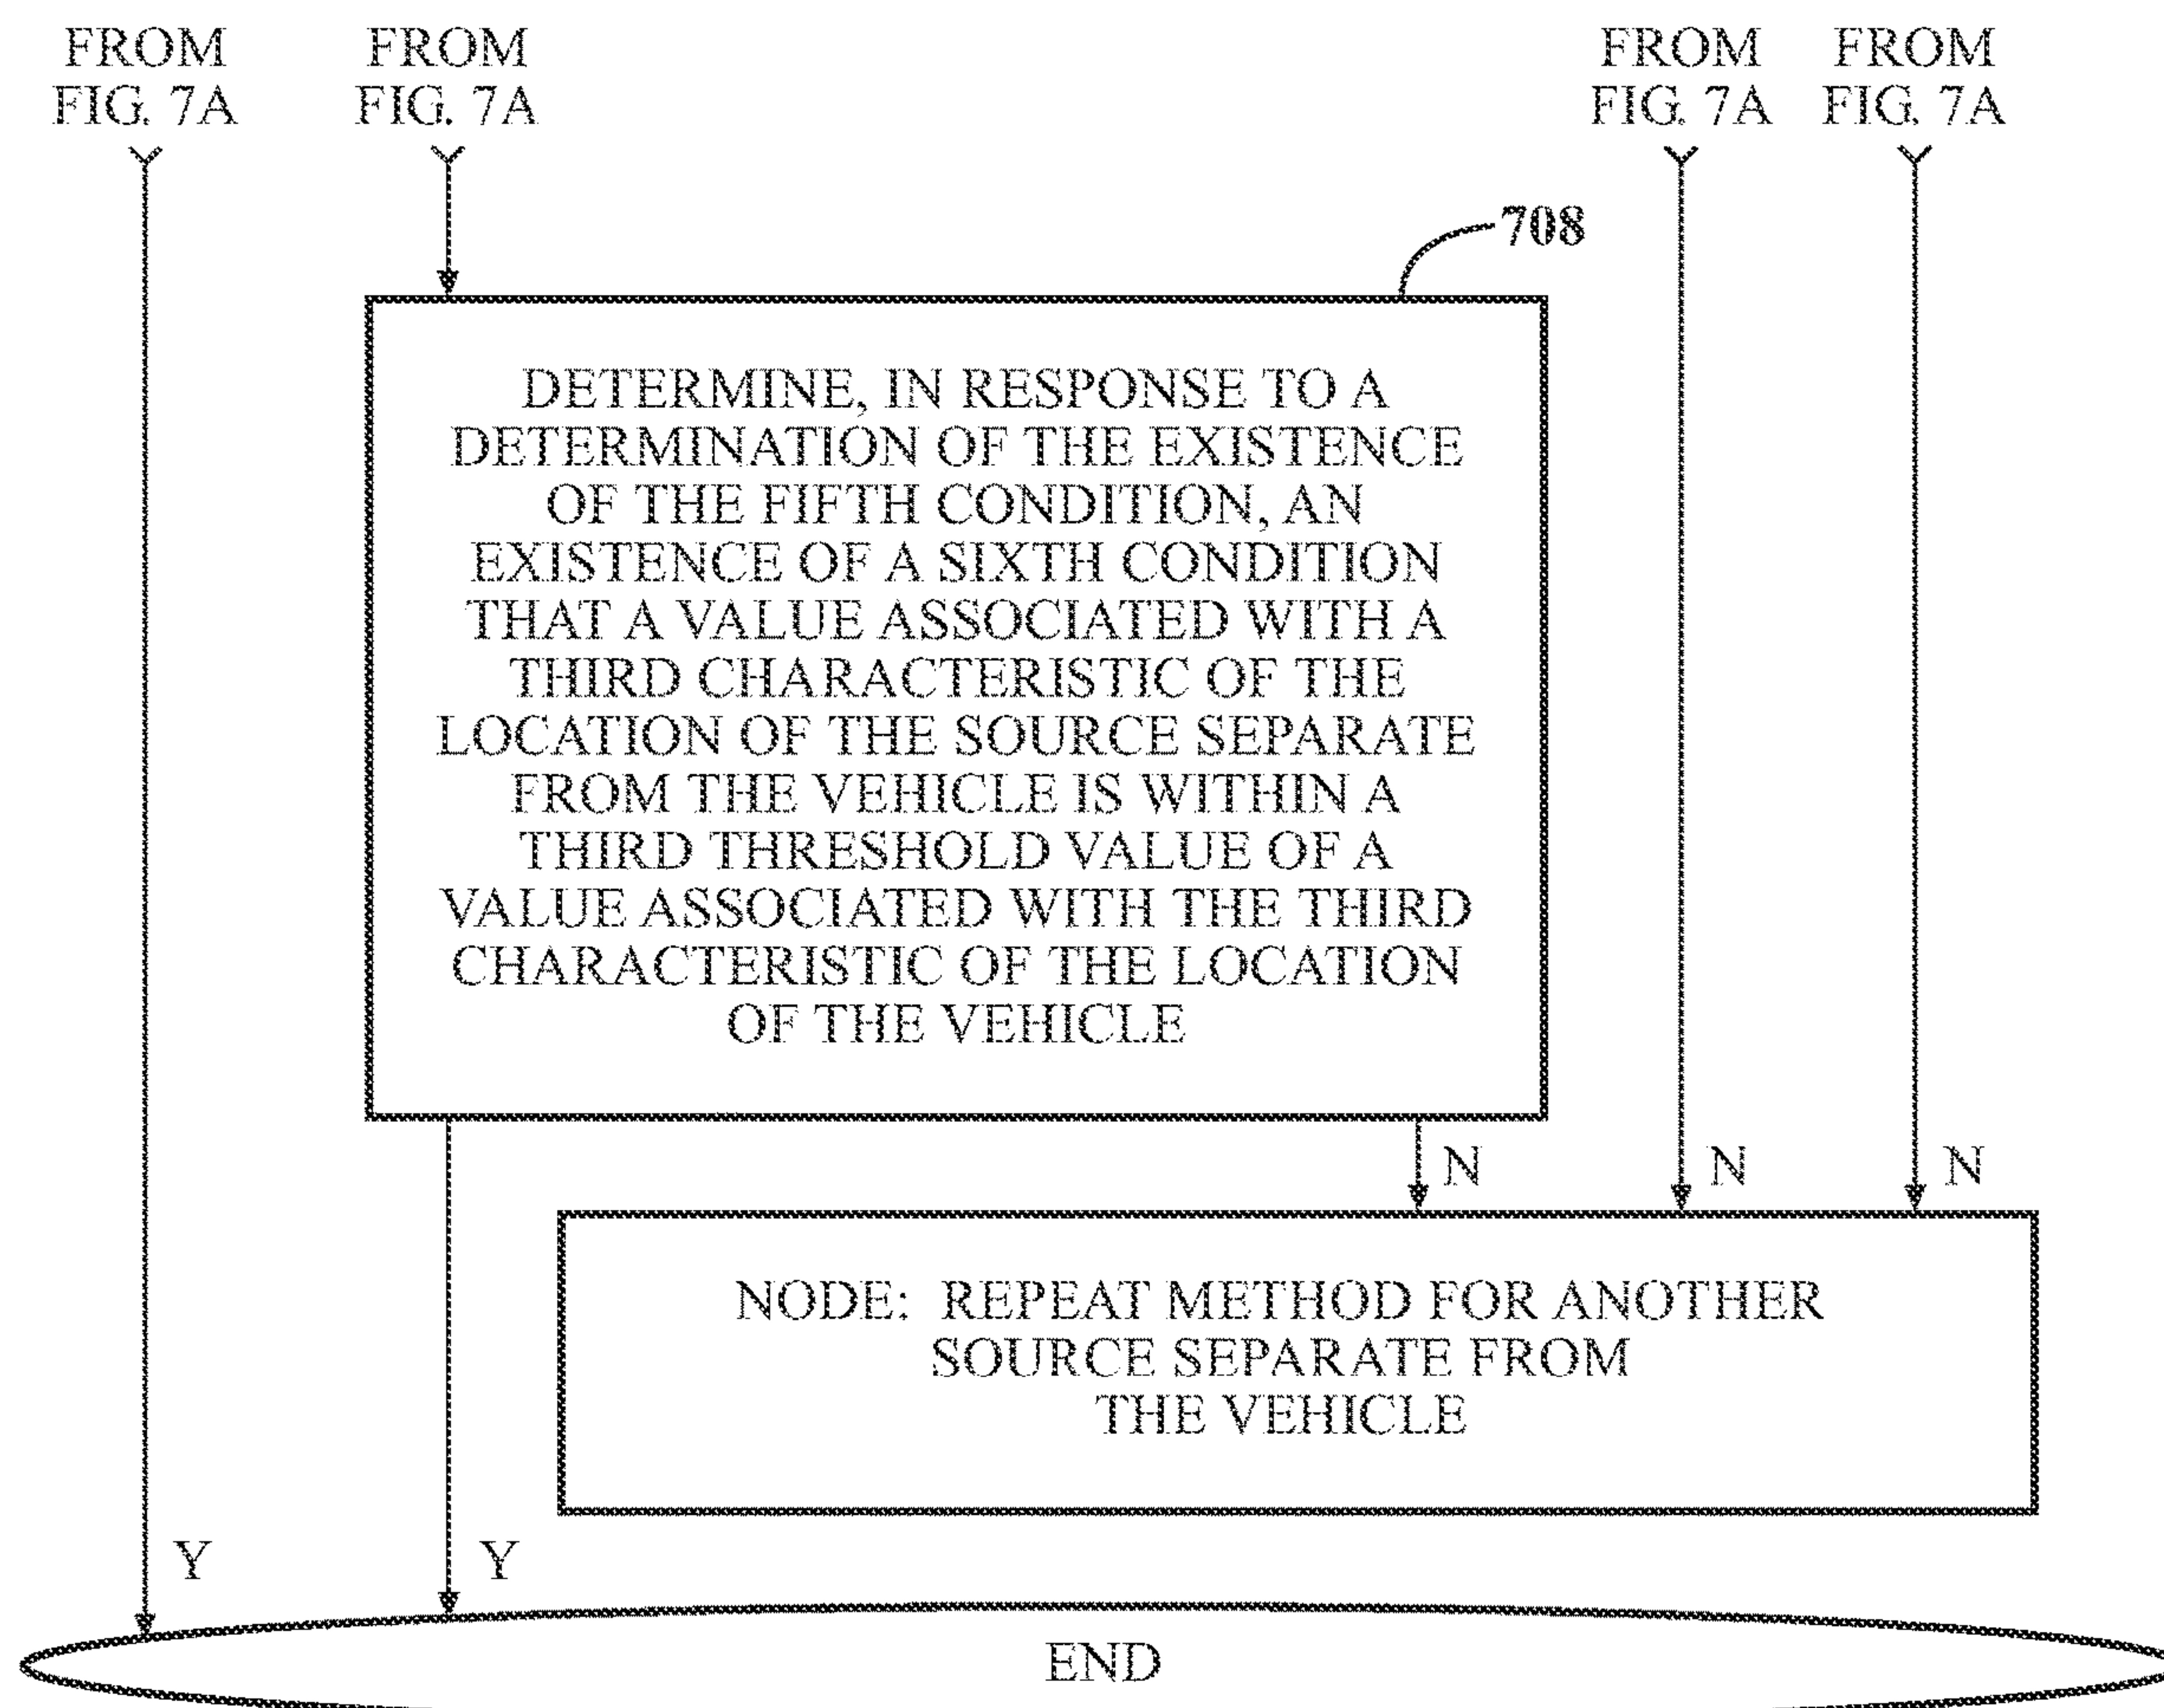 FROM
FIG. 7A
FROM
FIG. 7A
FROM
FIG. 7A
FROM
FIG. 7A
708
DETERMINE, IN RESPONSE TO A
DETERMINATION OF THE EXISTENCE
OF THE FIFTH CONDITION, AN
EXISTENCE OF A SIXTH CONDITION
THAT A VALUE ASSOCIATED WITH A
THIRD CHARACTERISTIC OF THE
LOCATION OF THE SOURCE SEPARATE
FROM THE VEHICLE IS WITHIN A
THIRD THRESHOLD VALUE OF A
VALUE ASSOCIATED WITH THE THIRD
CHARACTERISTIC OF THE LOCATION
OF THE VEHICLE
N
N
N
NODE: REPEAT METHOD FOR ANOTHER
SOURCE SEPARATE FROM
THE VEHICLE
Y
Y
END